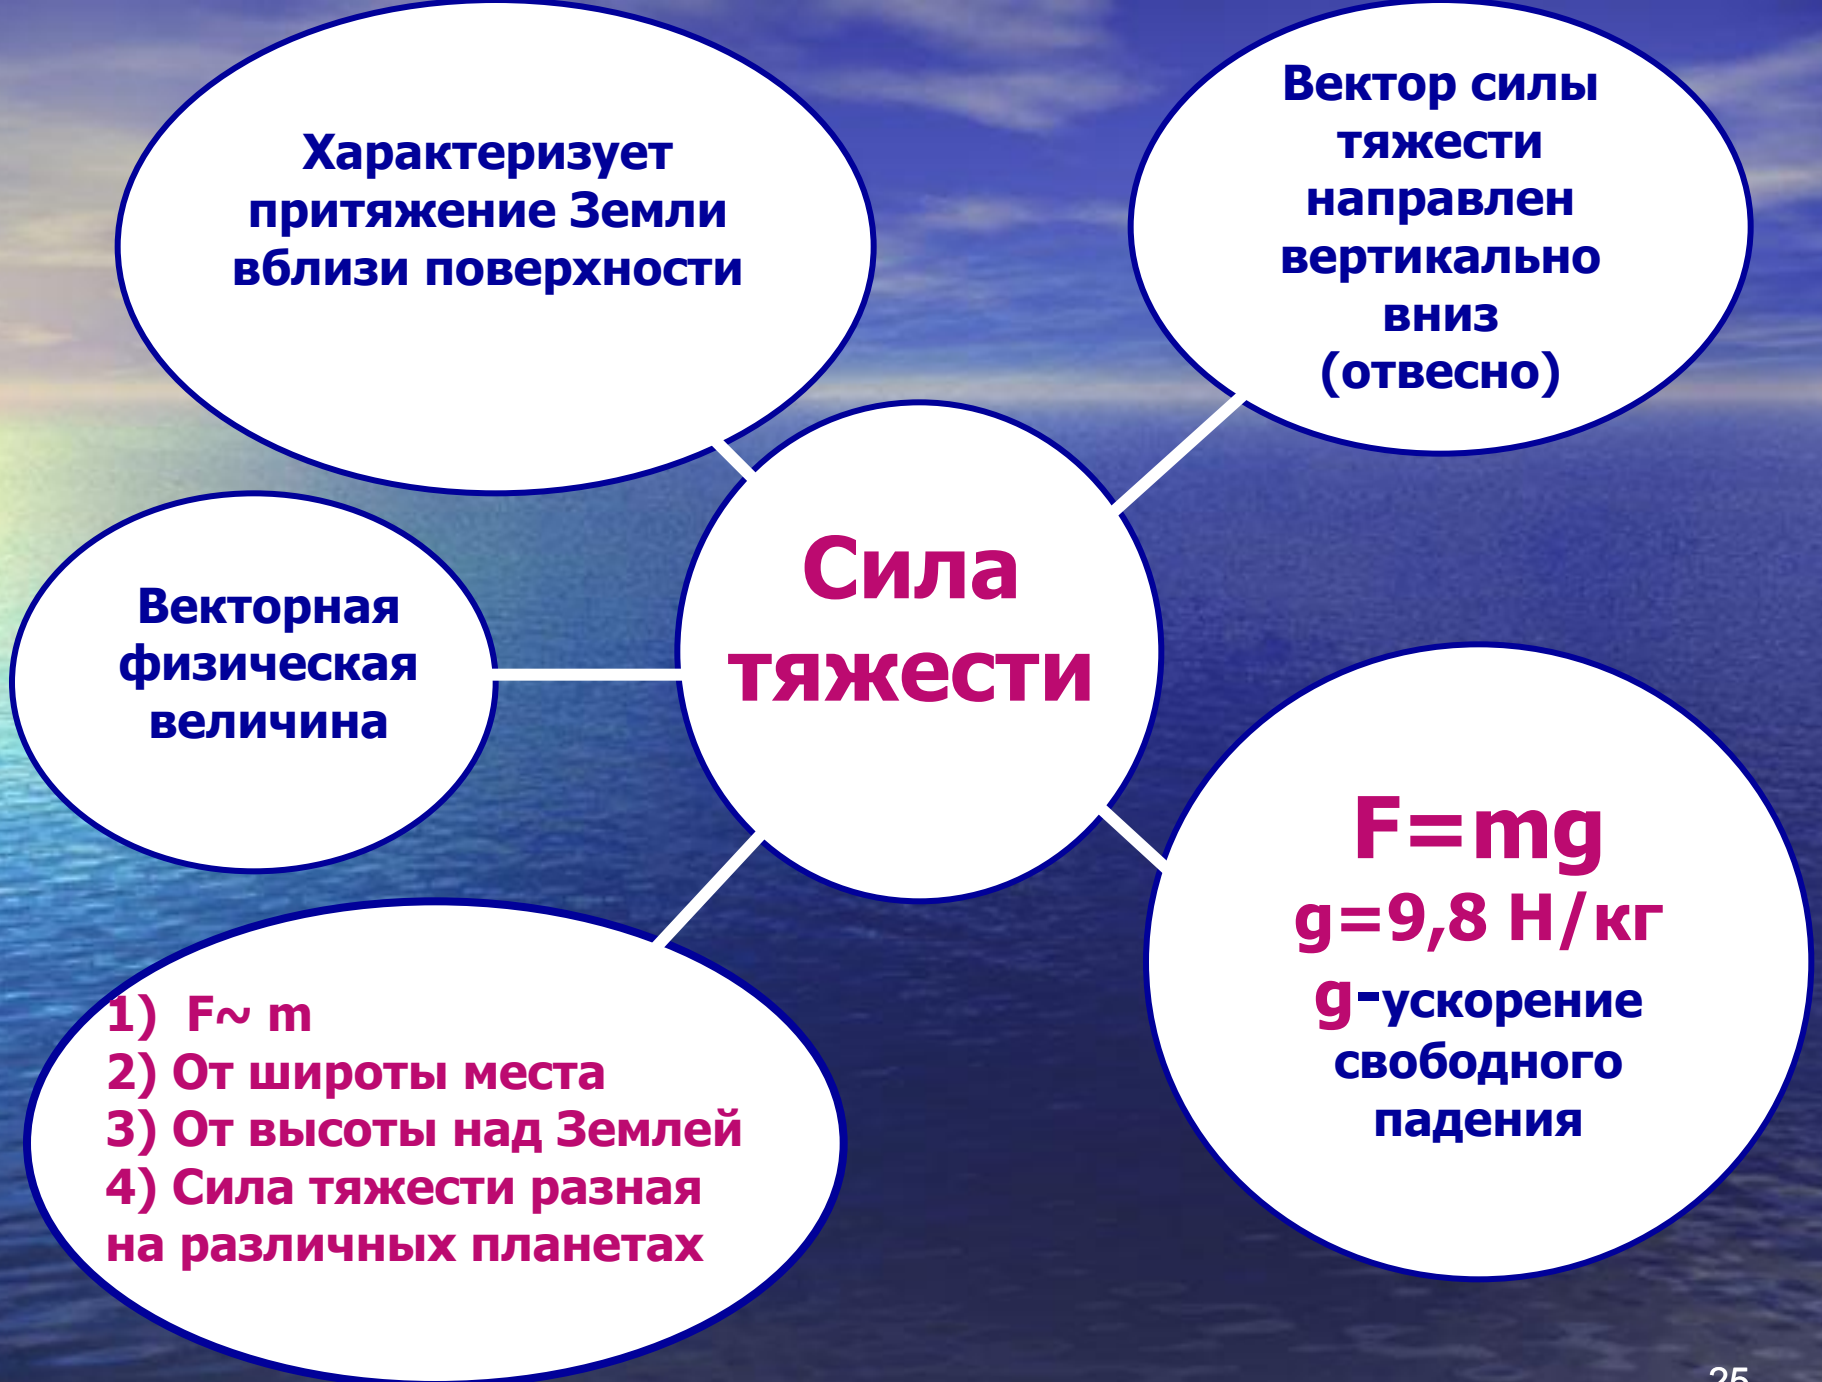 Характеризует
притяжение Земли
вблизи поверхности
Вектор силы
тяжести
направлен
вертикально
вниз
(отвесно)
Сила
тяжести
Векторная
физическая
величина
F=mg
g=9,8 Н/кг
g-ускорение
свободного
падения
1) F~ m
2) От широты места
3) От высоты над Землей
4) Сила тяжести разная
на различных планетах
25